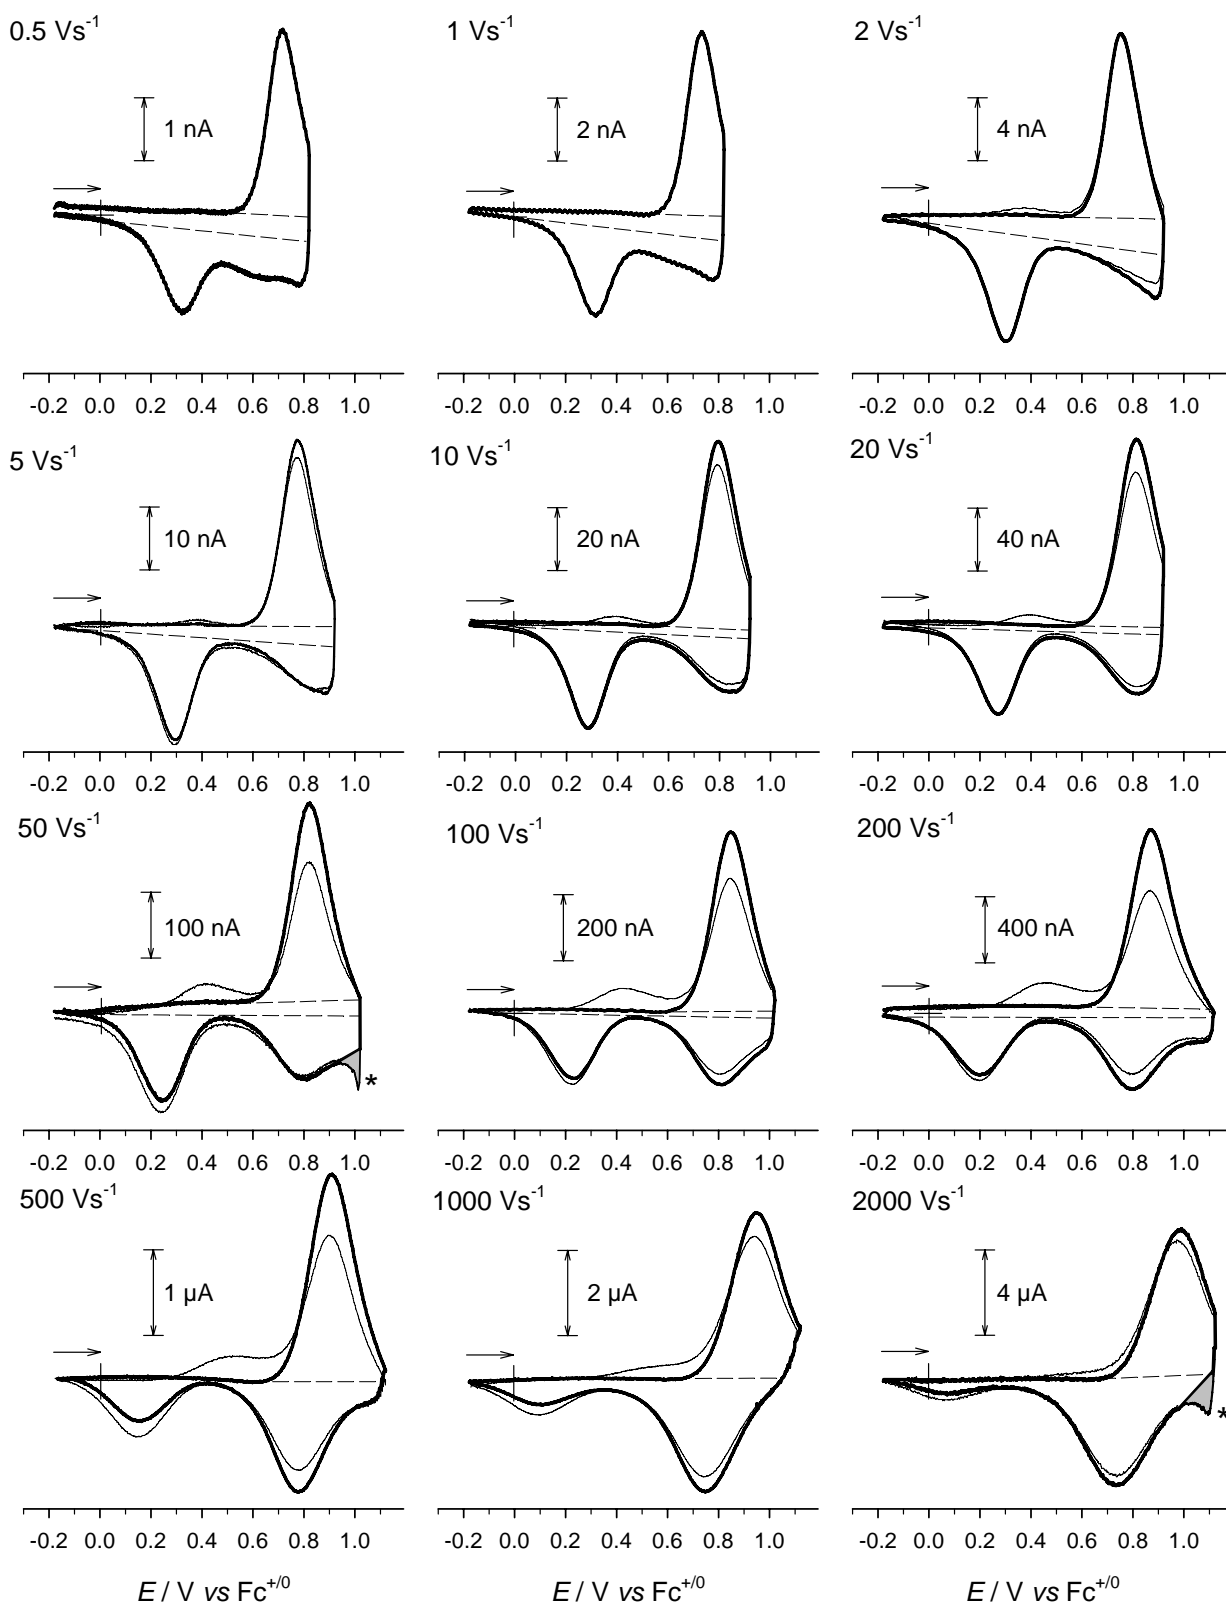 0.5 Vs⁻¹ 1 Vs⁻¹ 2 Vs⁻¹
1 nA 2 nA 4 nA
-0.2 0.0 0.2 0.4 0.6 0.8 1.0 -0.2 0.0 0.2 0.4 0.6 0.8 1.0 -0.2 0.0 0.2 0.4 0.6 0.8 1.0
5 Vs⁻¹ 10 Vs⁻¹ 20 Vs⁻¹
10 nA 20 nA 40 nA
-0.2 0.0 0.2 0.4 0.6 0.8 1.0 -0.2 0.0 0.2 0.4 0.6 0.8 1.0 -0.2 0.0 0.2 0.4 0.6 0.8 1.0
50 Vs⁻¹ 100 Vs⁻¹ 200 Vs⁻¹
100 nA 200 nA 400 nA
*
-0.2 0.0 0.2 0.4 0.6 0.8 1.0 -0.2 0.0 0.2 0.4 0.6 0.8 1.0 -0.2 0.0 0.2 0.4 0.6 0.8 1.0
500 Vs⁻¹ 1000 Vs⁻¹ 2000 Vs⁻¹
1 µA 2 µA 4 µA
*
-0.2 0.0 0.2 0.4 0.6 0.8 1.0 -0.2 0.0 0.2 0.4 0.6 0.8 1.0 -0.2 0.0 0.2 0.4 0.6 0.8 1.0
E / V vs Fc⁺ᐟ⁰ E / V vs Fc⁺ᐟ⁰